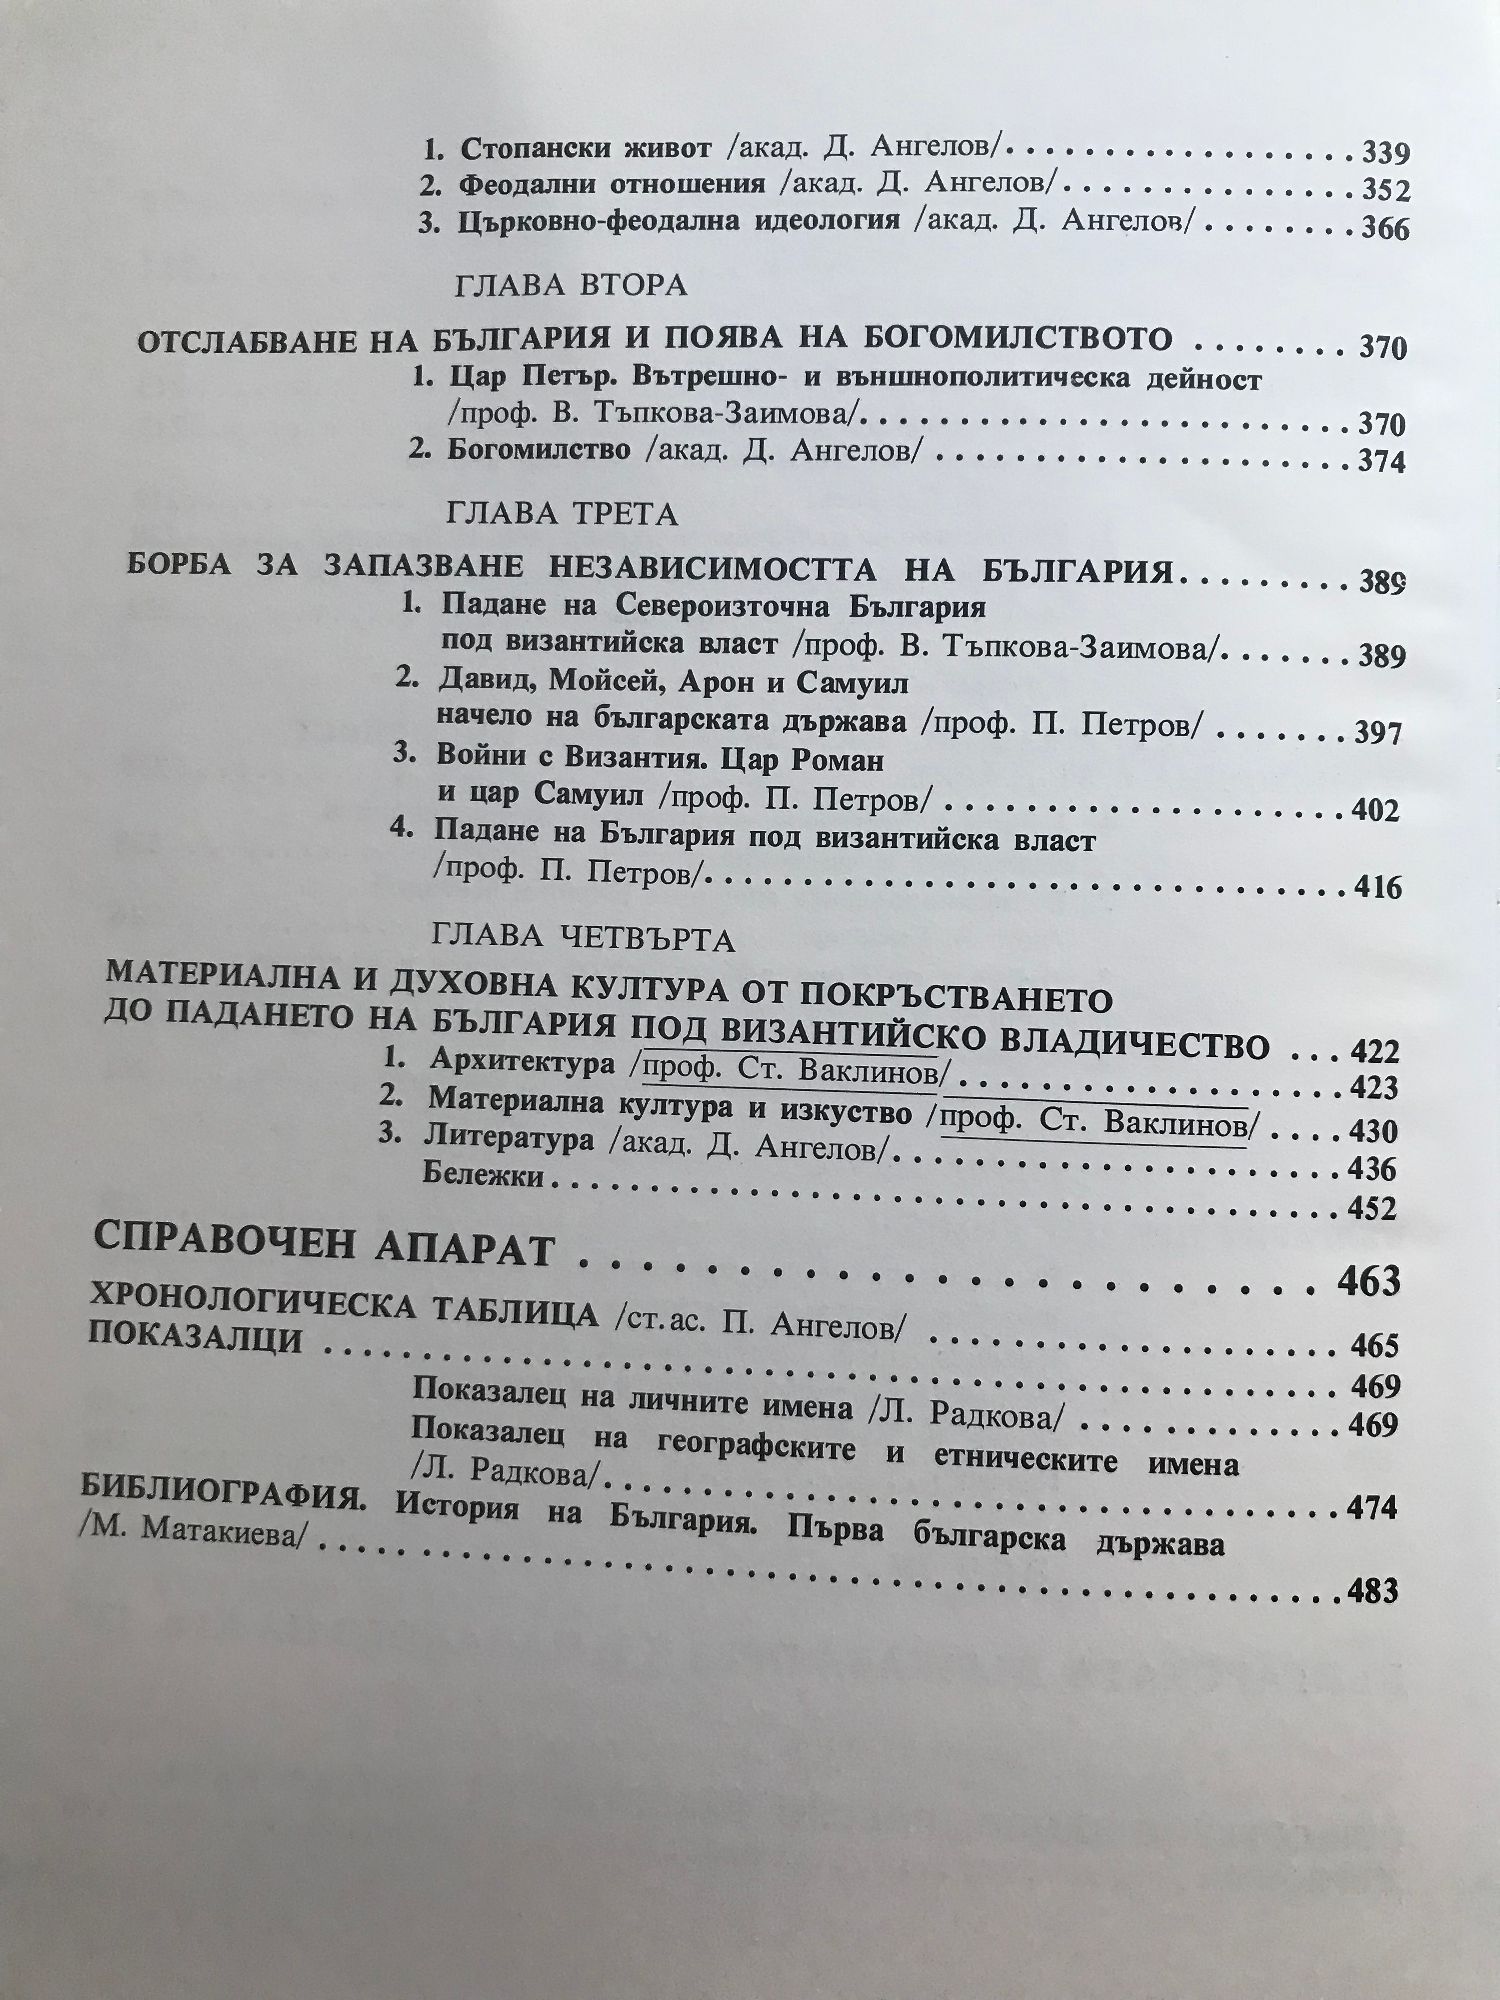 1. Стопански живот /акад. Д. Ангелов/. . . . . . . . . . . . . . . . . . 339
2. Феодални отношения /акад. Д. Ангелов/. . . . . . . . . . . . . . . 352
3. Църковно-феодална идеология /акад. Д. Ангелов/ . . . . . . . . 366
ГЛАВА ВТОРА
ОТСЛАБВАНЕ НА БЪЛГАРИЯ И ПОЯВА НА БОГОМИЛСТВОТО . . . . . . . . 370
1. Цар Петър. Вътрешно- и външнополитическа дейност
/проф. В. Тъпкова-Заимова/. . . . . . . . . . . . . . . . . . . . . . . . . 370
2. Богомилство /акад. Д. Ангелов/ . . . . . . . . . . . . . . . . . . . . . 374
ГЛАВА ТРЕТА
БОРБА ЗА ЗАПАЗВАНЕ НЕЗАВИСИМОСТТА НА БЪЛГАРИЯ. . . . . . . . . 389
1. Падане на Североизточна България
под византийска власт /проф. В. Тъпкова-Заимова/. . . . . . . 389
2. Давид, Мойсей, Арон и Самуил
начело на българската държава /проф. П. Петров/ . . . . . . . 397
3. Войни с Византия. Цар Роман
и цар Самуил /проф. П. Петров/ . . . . . . . . . . . . . . . . . . . . 402
4. Падане на България под византийска власт
/проф. П. Петров/. . . . . . . . . . . . . . . . . . . . . . . . . . . . . . . . 416
ГЛАВА ЧЕТВЪРТА
МАТЕРИАЛНА И ДУХОВНА КУЛТУРА ОТ ПОКРЪСТВАНЕТО
ДО ПАДАНЕТО НА БЪЛГАРИЯ ПОД ВИЗАНТИЙСКО ВЛАДИЧЕСТВО . . . 422
1. Архитектура /проф. Ст. Ваклинов/. . . . . . . . . . . . . . . . . . . 423
2. Материална култура и изкуство /проф. Ст. Ваклинов/ . . . . 430
3. Литература /акад. Д. Ангелов/. . . . . . . . . . . . . . . . . . . . . . 436
Бележки. . . . . . . . . . . . . . . . . . . . . . . . . . . . . . . . . . . . . . . 452
СПРАВОЧЕН АПАРАТ . . . . . . . . . . . . . . . . . . 463
ХРОНОЛОГИЧЕСКА ТАБЛИЦА /ст.ас. П. Ангелов/ . . . . . . . . . . . . . . . . . . . . 465
ПОКАЗАЛЦИ . . . . . . . . . . . . . . . . . . . . . . . . . . . . . . . . . . . . . . . . . . . . . . . . . . . 469
Показалец на личните имена /Л. Радкова/ . . . . . . . . . . . . . 469
Показалец на географските и етническите имена
/Л. Радкова/. . . . . . . . . . . . . . . . . . . . . . . . . . . . . . . . . . . . 474
БИБЛИОГРАФИЯ. История на България. Първа българска държава
/М. Матакиева/ . . . . . . . . . . . . . . . . . . . . . . . . . . . . . . . . . . . . . . . . . . . . . . . . . . 483